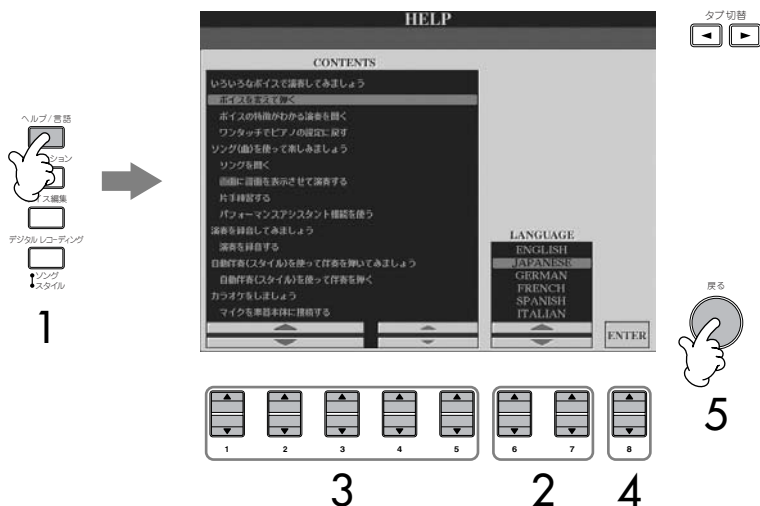 HELP
タブ切替
CONTENTS
いろいろなボイスで演奏してみましょう
ボイスを変えて弾く
ボイスの特徴がわかる演奏を聞く
ワンタッチでピアノの設定に戻す
ソング(曲)を使って楽しみましょう
ソングを聞く
画面に譜面を表示させて演奏する
片手練習する
パフォーマンスアシスタント機能を使う
演奏を録音してみましょう
演奏を録音する
自動伴奏(スタイル)を使って伴奏を弾いてみましょう
自動伴奏(スタイル)を使って伴奏を弾く
カラオケをしましょう
マイクを楽器本体に接続する
LANGUAGE
ENGLISH
JAPANESE
GERMAN
FRENCH
SPANISH
ITALIAN
ENTER
ヘルプ/言語
ション
ス編集
デジタルレコーディング
ソング
スタイル
1
戻る
5
1 2 3 4 5 6 7 8
3 2 4